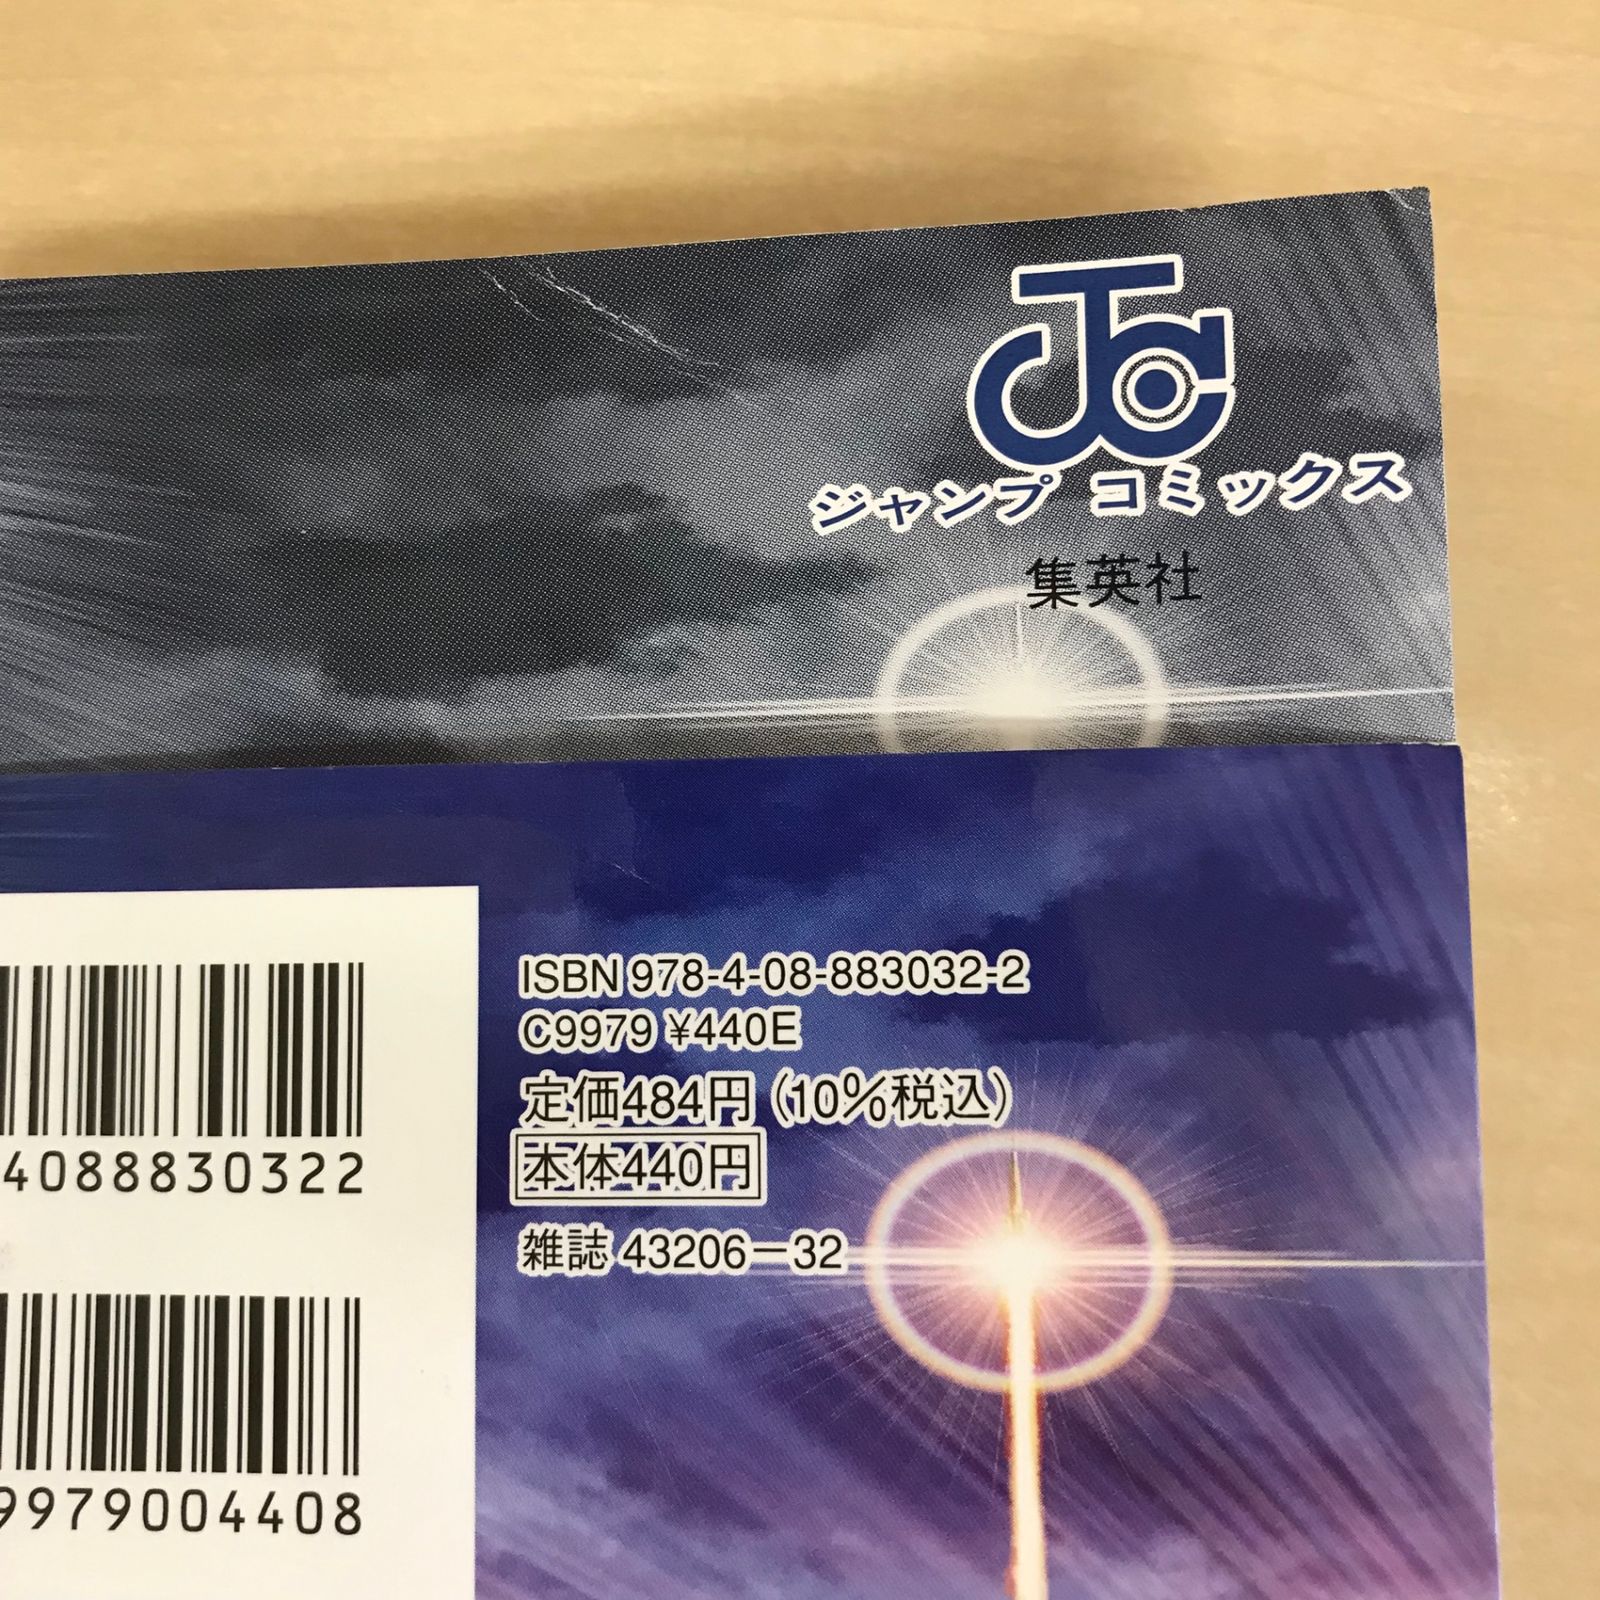 JC
ジャンプ コミックス
集英社
ISBN 978-4-08-883032-2
C9979 ¥440E
定価484円(10%税込)
本体440円
雑誌 43206-32
4088830322
9979004408